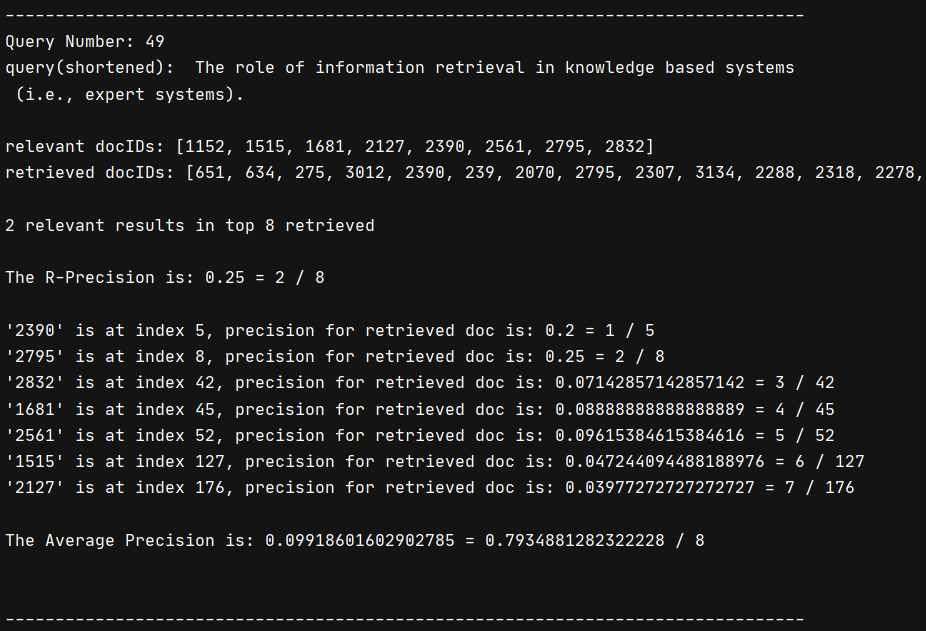 --------------------------------------------------------------------------------
Query Number: 49
query(shortened):  The role of information retrieval in knowledge based systems
 (i.e., expert systems).
relevant docIDs: [1152, 1515, 1681, 2127, 2390, 2561, 2795, 2832]
retrieved docIDs: [651, 634, 275, 3012, 2390, 239, 2070, 2795, 2307, 3134, 2288, 2318, 2278,
2 relevant results in top 8 retrieved
The R-Precision is: 0.25 = 2 / 8
'2390' is at index 5, precision for retrieved doc is: 0.2 = 1 / 5
'2795' is at index 8, precision for retrieved doc is: 0.25 = 2 / 8
'2832' is at index 42, precision for retrieved doc is: 0.07142857142857142 = 3 / 42
'1681' is at index 45, precision for retrieved doc is: 0.08888888888888889 = 4 / 45
'2561' is at index 52, precision for retrieved doc is: 0.09615384615384616 = 5 / 52
'1515' is at index 127, precision for retrieved doc is: 0.047244094488188976 = 6 / 127
'2127' is at index 176, precision for retrieved doc is: 0.03977272727272727 = 7 / 176
The Average Precision is: 0.09918601602902785 = 0.7934881282322228 / 8
--------------------------------------------------------------------------------